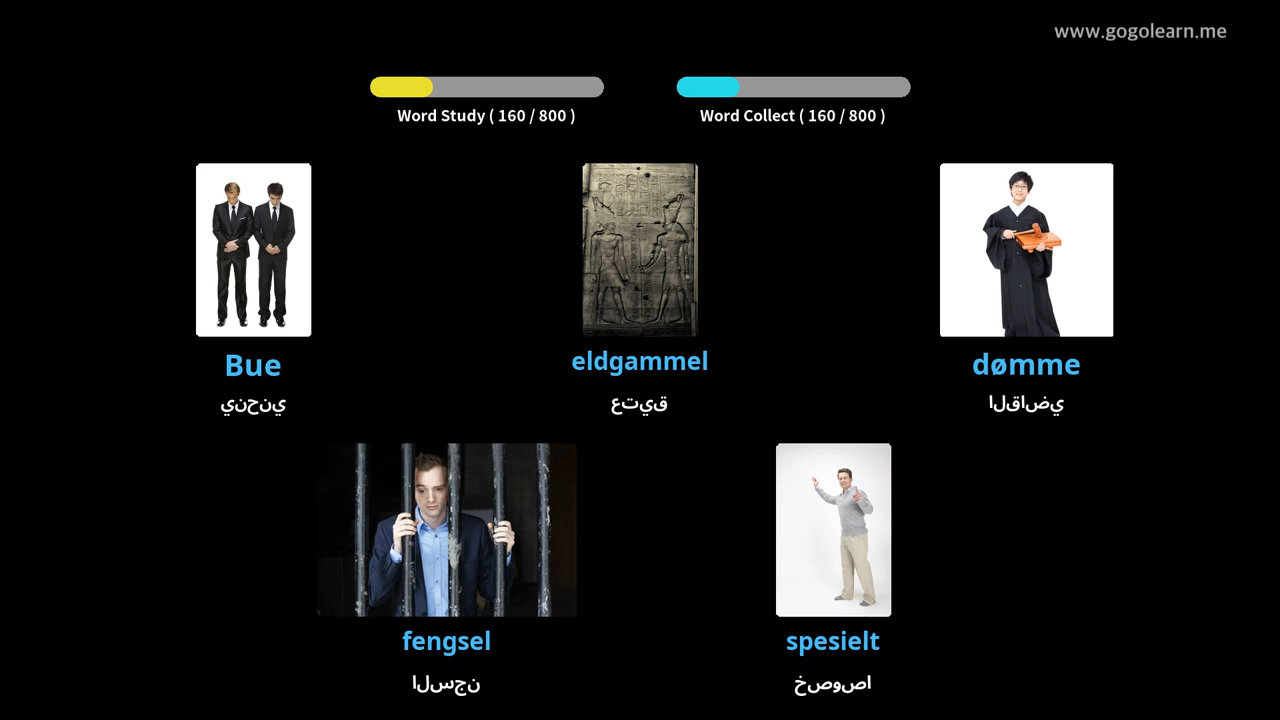 www.gogolearn.me
Word Study ( 160 / 800 )
Word Collect ( 160 / 800 )
Bue
eldgammel
dømme
ينحني
عتيق
القاضي
fengsel
spesielt
السجن
خصوصا